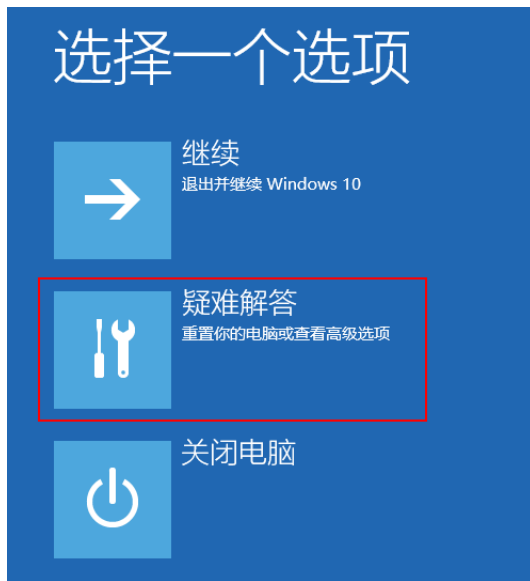 选择一个选项
继续
退出并继续 Windows 10
疑难解答
重置你的电脑或查看高级选项
关闭电脑